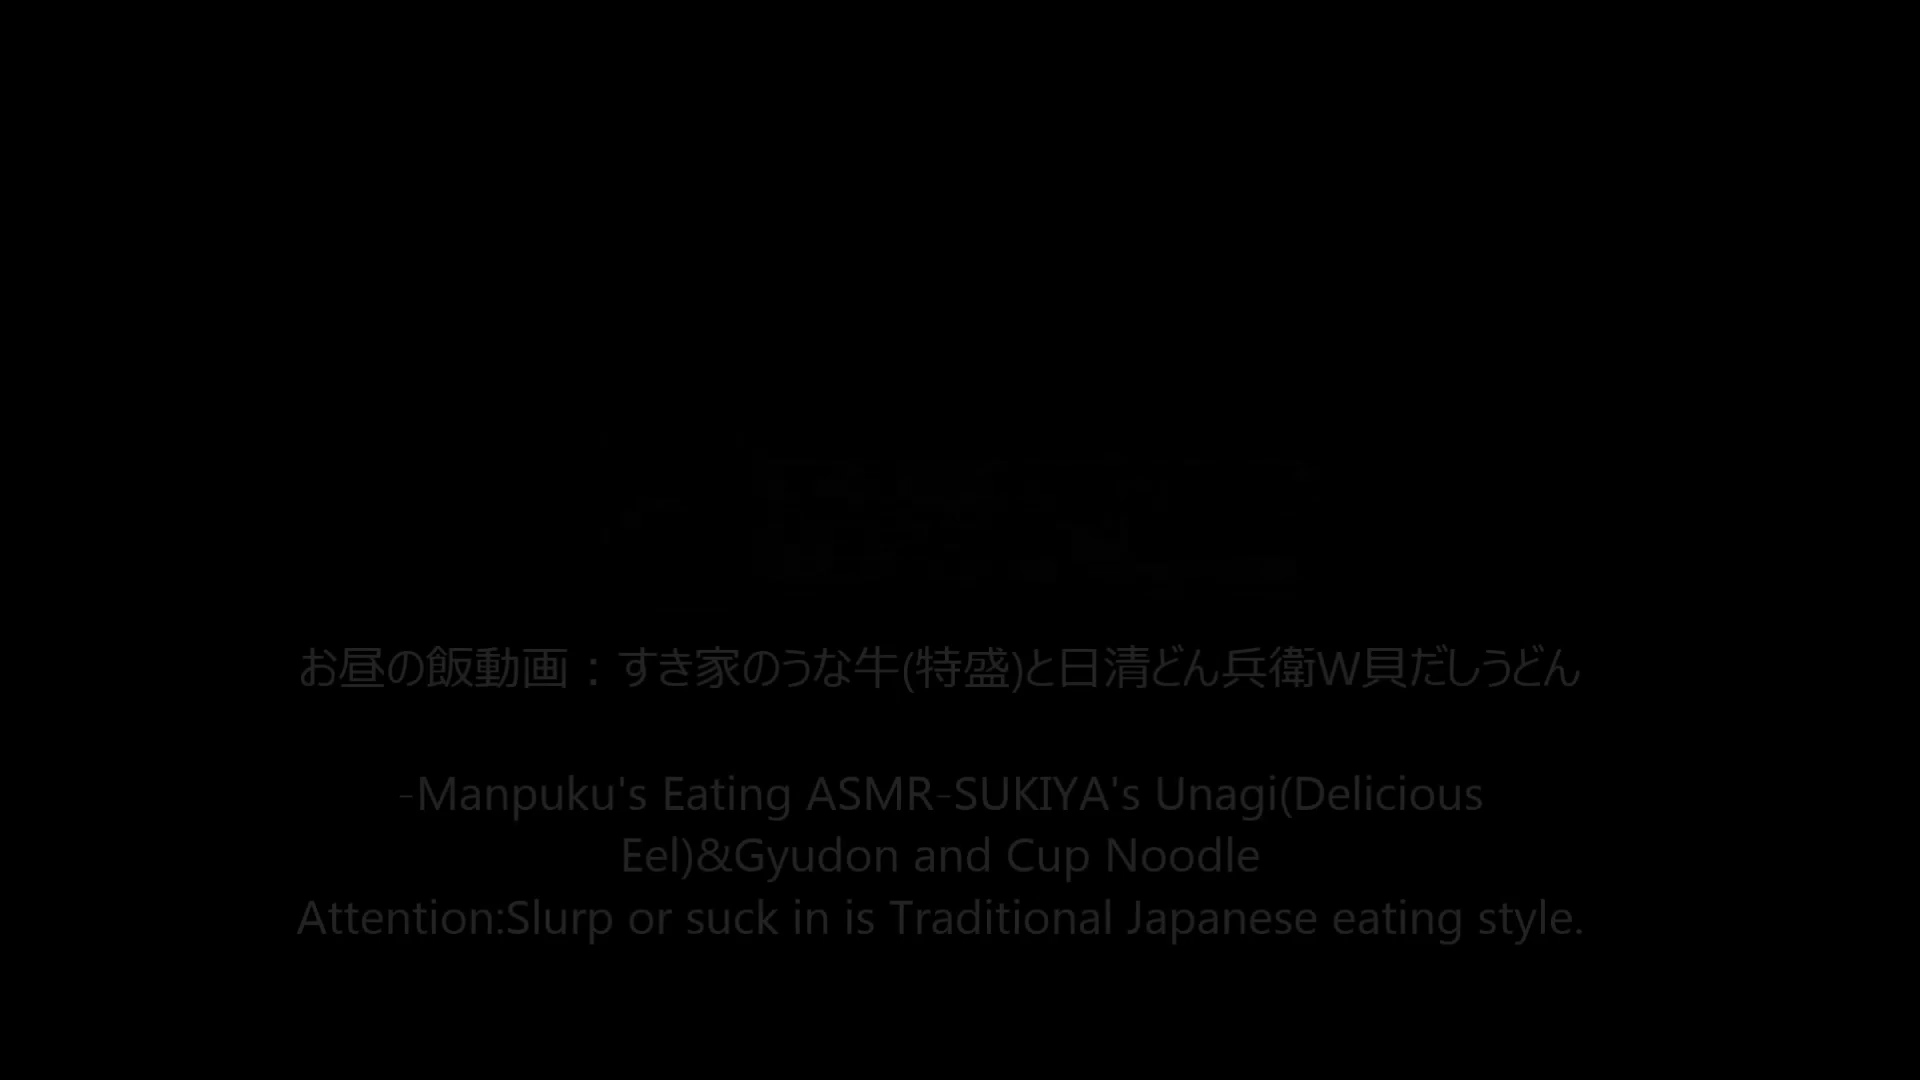 お昼の飯動画：すき家のうな牛(特盛)と日清どん兵衛W貝だしうどん
-Manpuku's Eating ASMR-SUKIYA's Unagi(Delicious
Eel)&Gyudon and Cup Noodle
Attention:Slurp or suck in is Traditional Japanese eating style.